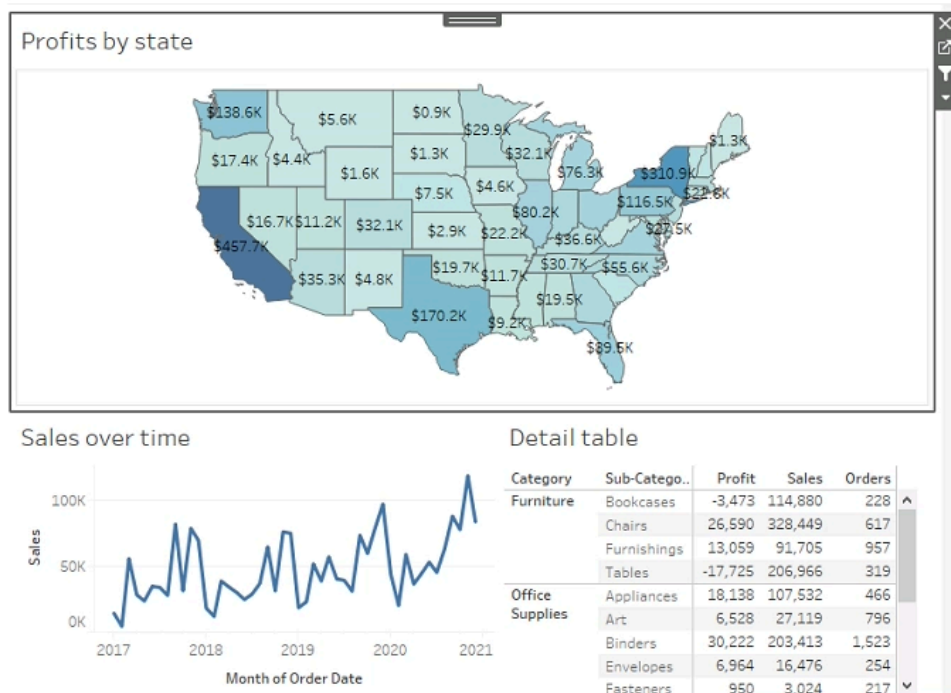 Profits by state
$138.6K
$5.6K
$0.9K
$29.9K
$1.3K
$17.4K
$4.4K
$1.3K
$32.1K
$76.3K
$310.9K
$1.6K
$7.5K
$4.6K
$116.5K
$80.2K
$457.7K
$16.7K
$11.2K
$32.1K
$2.9K
$22.2K
$36.6K
$35.3K
$4.8K
$19.7K
$11.7K
$30.7K
$55.6K
$170.2K
$9.2K
$19.5K
Sales over time
Sales
100K
50K
0K
2017 2018 2019 2020 2021
Month of Order Date
Detail table
Category Sub-Catego.. Profit Sales Orders
Furniture Bookcases -3,473 114,880 228
Chairs 26,590 328,449 617
Furnishings 13,059 91,705 957
Tables -17,725 206,966 319
Office Supplies Appliances 18,138 107,532 466
Art 6,528 27,119 796
Binders 30,222 203,413 1,523
Envelopes 6,964 16,476 254
Fasteners 950 3,024 217